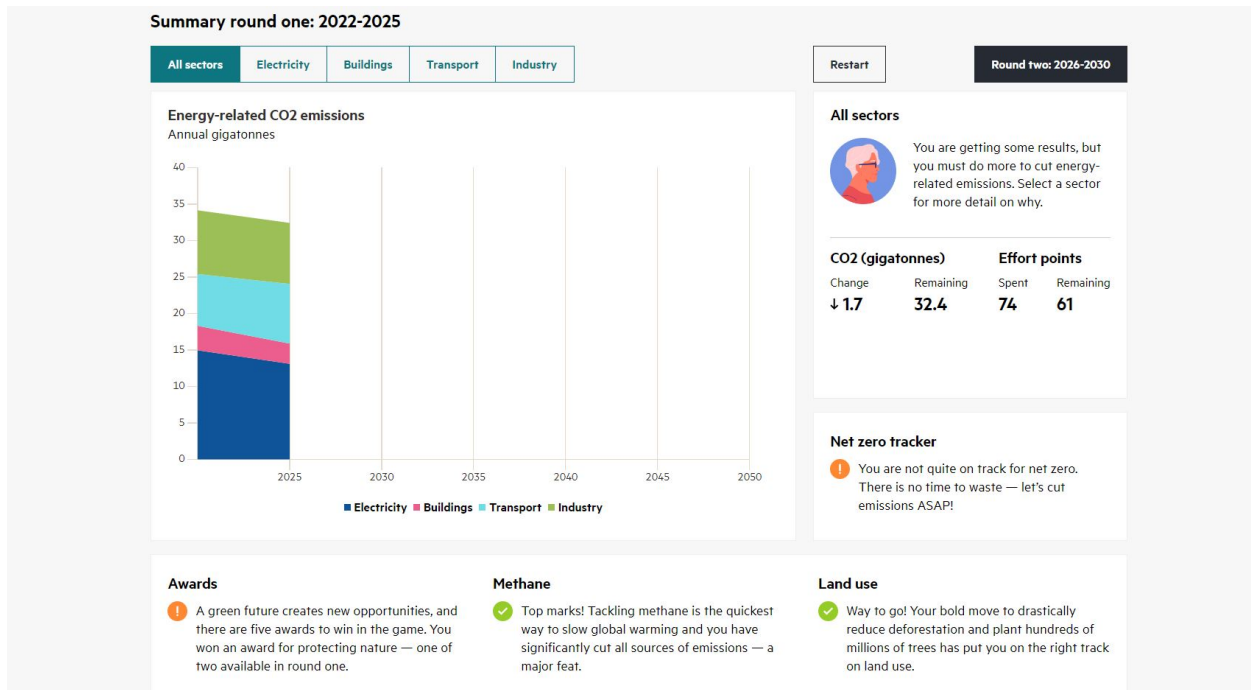 Summary round one: 2022-2025
All sectors
Electricity
Buildings
Transport
Industry
Restart
Round two: 2026-2030
Energy-related CO2 emissions
Annual gigatonnes
40
35
30
25
20
15
10
5
0
2025
2030
2035
2040
2045
2050
Electricity
Buildings
Transport
Industry
All sectors
You are getting some results, but
you must do more to cut energy-
related emissions. Select a sector
for more detail on why.
CO2 (gigatonnes)
Effort points
Change
Remaining
Spent
Remaining
↓ 1.7
32.4
74
61
Net zero tracker
You are not quite on track for net zero.
There is no time to waste — let's cut
emissions ASAP!
Awards
A green future creates new opportunities, and
there are five awards to win in the game. You
won an award for protecting nature — one of
two available in round one.
Methane
Top marks! Tackling methane is the quickest
way to slow global warming and you have
significantly cut all sources of emissions — a
major feat.
Land use
Way to go! Your bold move to drastically
reduce deforestation and plant hundreds of
millions of trees has put you on the right track
on land use.